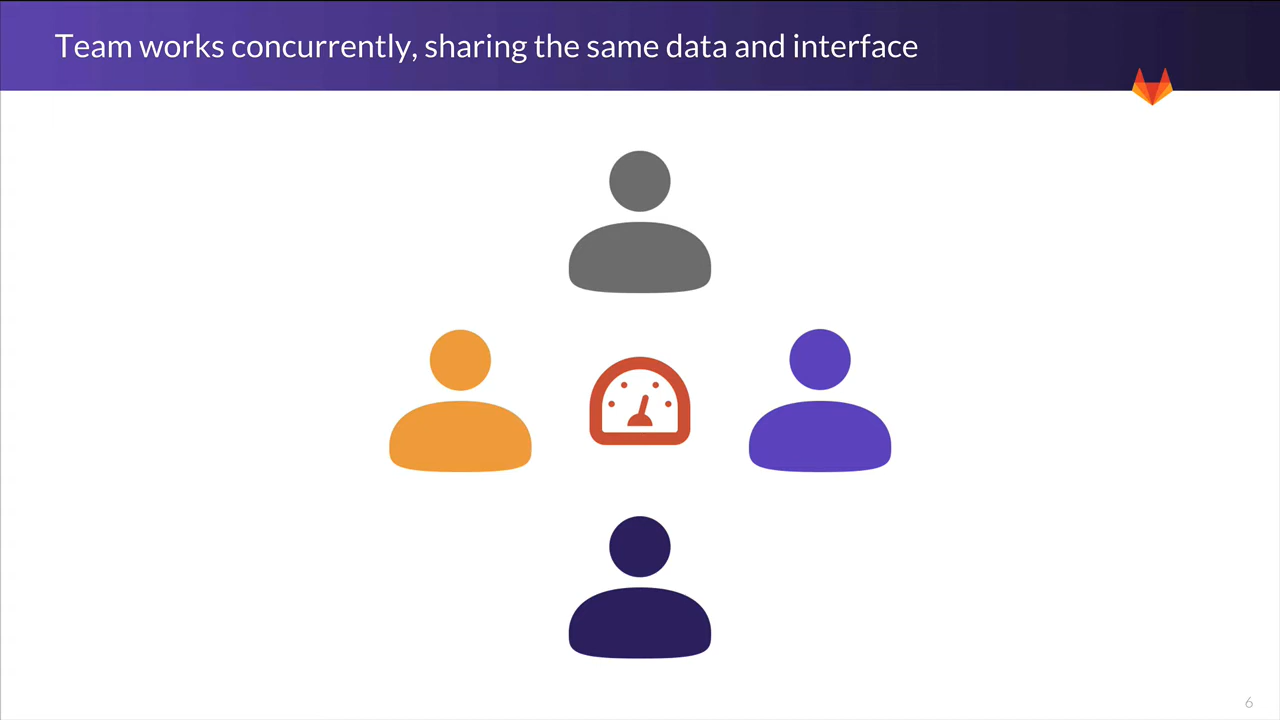 Team works concurrently, sharing the same data and interface
6